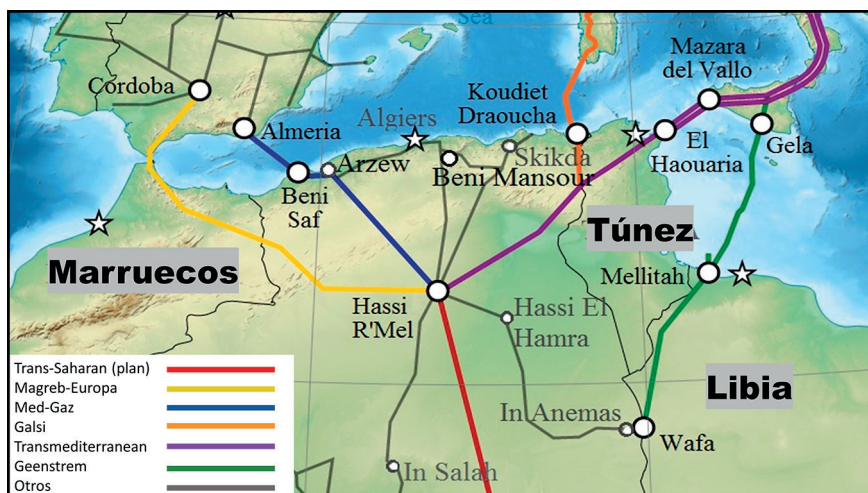 Sea
Cordoba
Almeria
Algiers
Koudiet
Draoucha
Mazara
del Vallo
El
Haouaria
Gela
Skikda
Arzew
Beni Mansour
Beni
Saf
Túnez
Marruecos
Mellitah
Hassi
R'Mel
Hassi El
Hamra
Libia
In Anemas
Wafa
In Salah
Trans-Saharan (plan)
Magreb-Europa
Med-Gaz
Galsi
Transmediterranean
Geenstrem
Otros